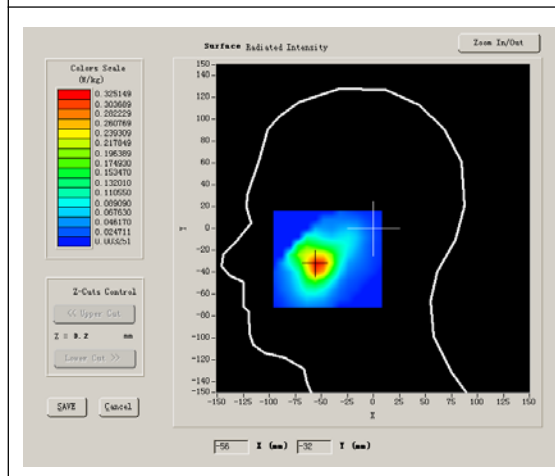 Surface Radiated Intensity
Zoom In/Out
Colors Scale
(W/kg)
0.325149
0.303689
0.282229
0.260769
0.239309
0.217849
0.196389
0.174930
0.153470
0.132010
0.110550
0.089090
0.067630
0.046170
0.024711
0.003251
Z-Cuts Control
<< Upper Cut
Z = 3.2 mm
Lower Cut >>
SAVE
Cancel
150
140
120
100
80
60
40
20
0
-20
-40
-60
-80
-100
-120
-140
-150
Y
-150 -125 -100 -75 -50 -25 0 25 50 75 100 125 150
X
-56 X (mm) -32 Y (mm)